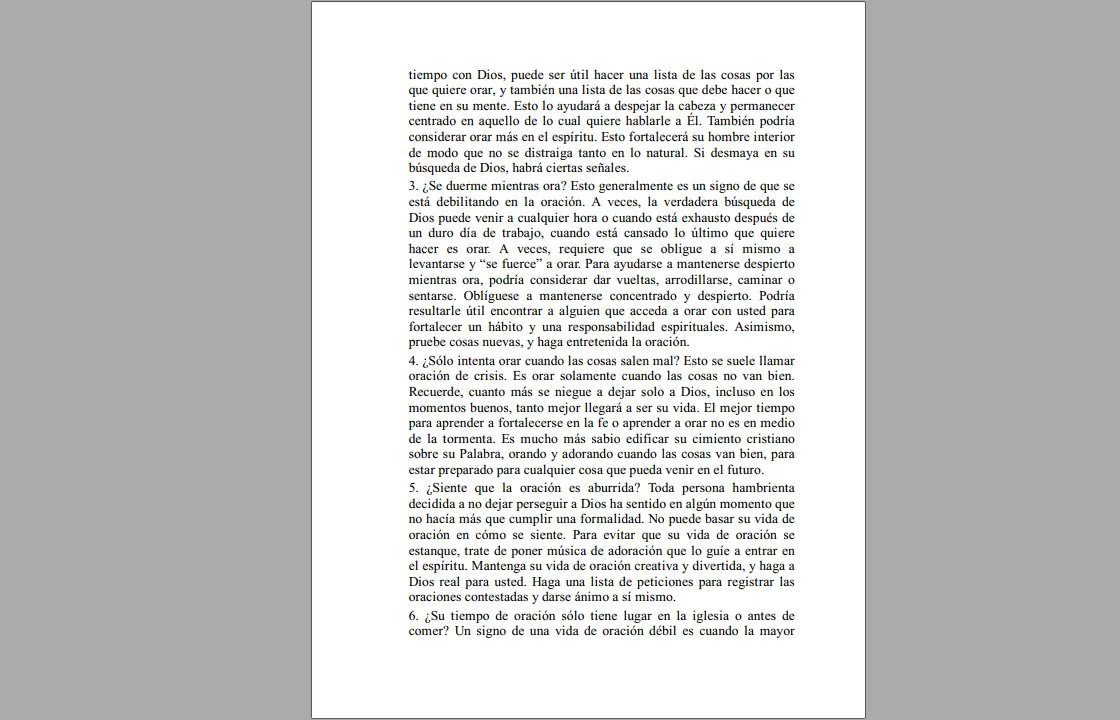 tiempo con Dios, puede ser útil hacer una lista de las cosas por las
que quiere orar, y también una lista de las cosas que debe hacer o que
tiene en su mente. Esto lo ayudará a despejar la cabeza y permanecer
centrado en aquello de lo cual quiere hablarle a Él. También podría
considerar orar más en el espíritu. Esto fortalecerá su hombre interior
de modo que no se distraiga tanto en lo natural. Si desmaya en su
búsqueda de Dios, habrá ciertas señales.
3. ¿Se duerme mientras ora? Esto generalmente es un signo de que se
está debilitando en la oración. A veces, la verdadera búsqueda de
Dios puede venir a cualquier hora o cuando está exhausto después de
un duro día de trabajo, cuando está cansado lo último que quiere
hacer es orar. A veces, requiere que se obligue a sí mismo a
levantarse y “se fuerce” a orar. Para ayudarse a mantenerse despierto
mientras ora, podría considerar dar vueltas, arrodillarse, caminar o
sentarse. Oblíguese a mantenerse concentrado y despierto. Podría
resultarle útil encontrar a alguien que acceda a orar con usted para
fortalecer un hábito y una responsabilidad espirituales. Asimismo,
pruebe cosas nuevas, y haga entretenida la oración.
4. ¿Sólo intenta orar cuando las cosas salen mal? Esto se suele llamar
oración de crisis. Es orar solamente cuando las cosas no van bien.
Recuerde, cuanto más se niegue a dejar solo a Dios, incluso en los
momentos buenos, tanto mejor llegará a ser su vida. El mejor tiempo
para aprender a fortalecerse en la fe o aprender a orar no es en medio
de la tormenta. Es mucho más sabio edificar su cimiento cristiano
sobre su Palabra, orando y adorando cuando las cosas van bien, para
estar preparado para cualquier cosa que pueda venir en el futuro.
5. ¿Siente que la oración es aburrida? Toda persona hambrienta
decidida a no dejar perseguir a Dios ha sentido en algún momento que
no hacía más que cumplir una formalidad. No puede basar su vida de
oración en cómo se siente. Para evitar que su vida de oración se
estanque, trate de poner música de adoración que lo guíe a entrar en
el espíritu. Mantenga su vida de oración creativa y divertida, y haga a
Dios real para usted. Haga una lista de peticiones para registrar las
oraciones contestadas y darse ánimo a sí mismo.
6. ¿Su tiempo de oración sólo tiene lugar en la iglesia o antes de
comer? Un signo de una vida de oración débil es cuando la mayor